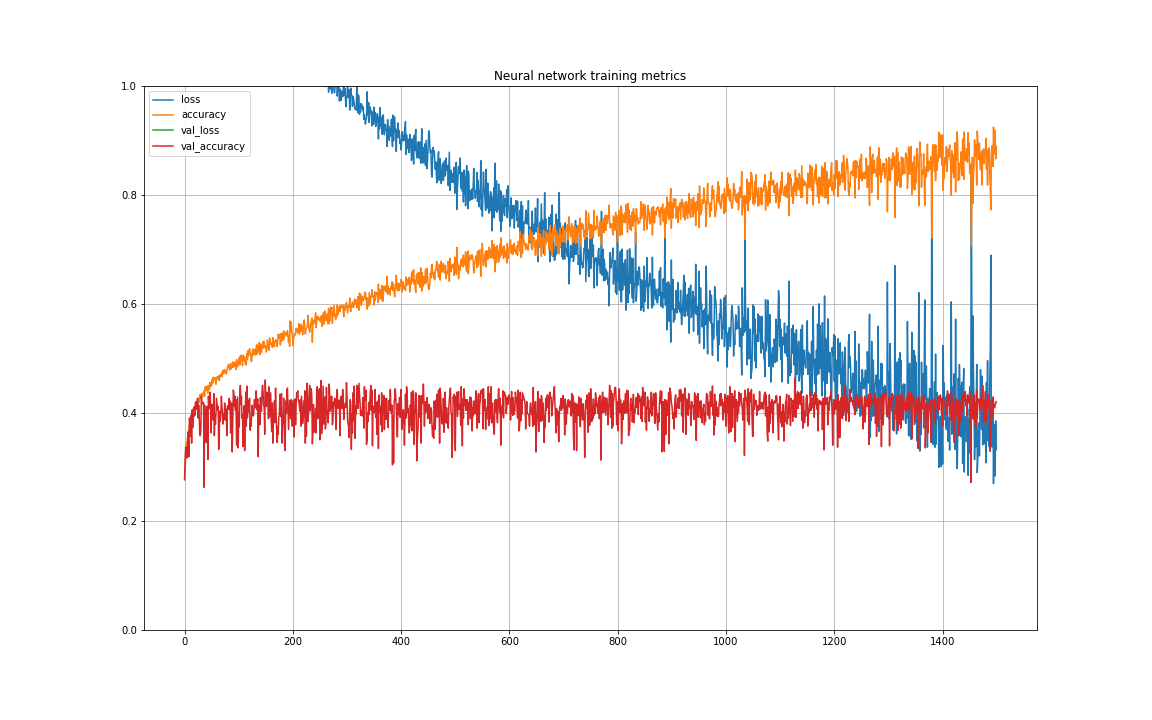 Neural network training metrics
1.0
loss
accuracy
val_loss
val_accuracy
0.8
0.6
0.4
0.2
0.0
0 200 400 600 800 1000 1200 1400